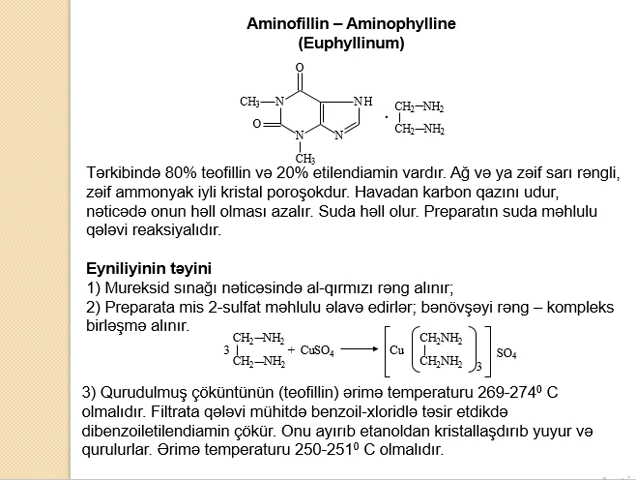 Aminofillin – Aminophylline
(Euphyllinum)
O
CH₃ N NH CH₂–NH₂
O N N · CH₂–NH₂
CH₃
Tərkibində 80% teofillin və 20% etilendiamin vardır. Ağ və ya zəif sarı rəngli,
zəif ammonyak iyli kristal poroşokdur. Havadan karbon qazını udur,
nəticədə onun həll olması azalır. Suda həll olur. Preparatın suda məhlulu
qələvi reaksiyalıdır.
Eyniliyinin təyini
1) Mureksid sınağı nəticəsində al-qırmızı rəng alınır;
2) Preparata mis 2-sulfat məhlulu əlavə edirlər; bənövşəyi rəng – kompleks
birləşmə alınır.
CH₂–NH₂ CH₂NH₂
3 + CuSO₄ → [Cu ( )₃] SO₄
CH₂–NH₂ CH₂NH₂
3) Qurudulmuş çöküntünün (teofillin) ərimə temperaturu 269-274⁰ C
olmalıdır. Filtrata qələvi mühitdə benzoil-xloridlə təsir etdikdə
dibenzoiletilendiamin çökür. Onu ayırıb etanoldan kristallaşdırıb yuyur və
qurulurlar. Ərimə temperaturu 250-251⁰ C olmalıdır.